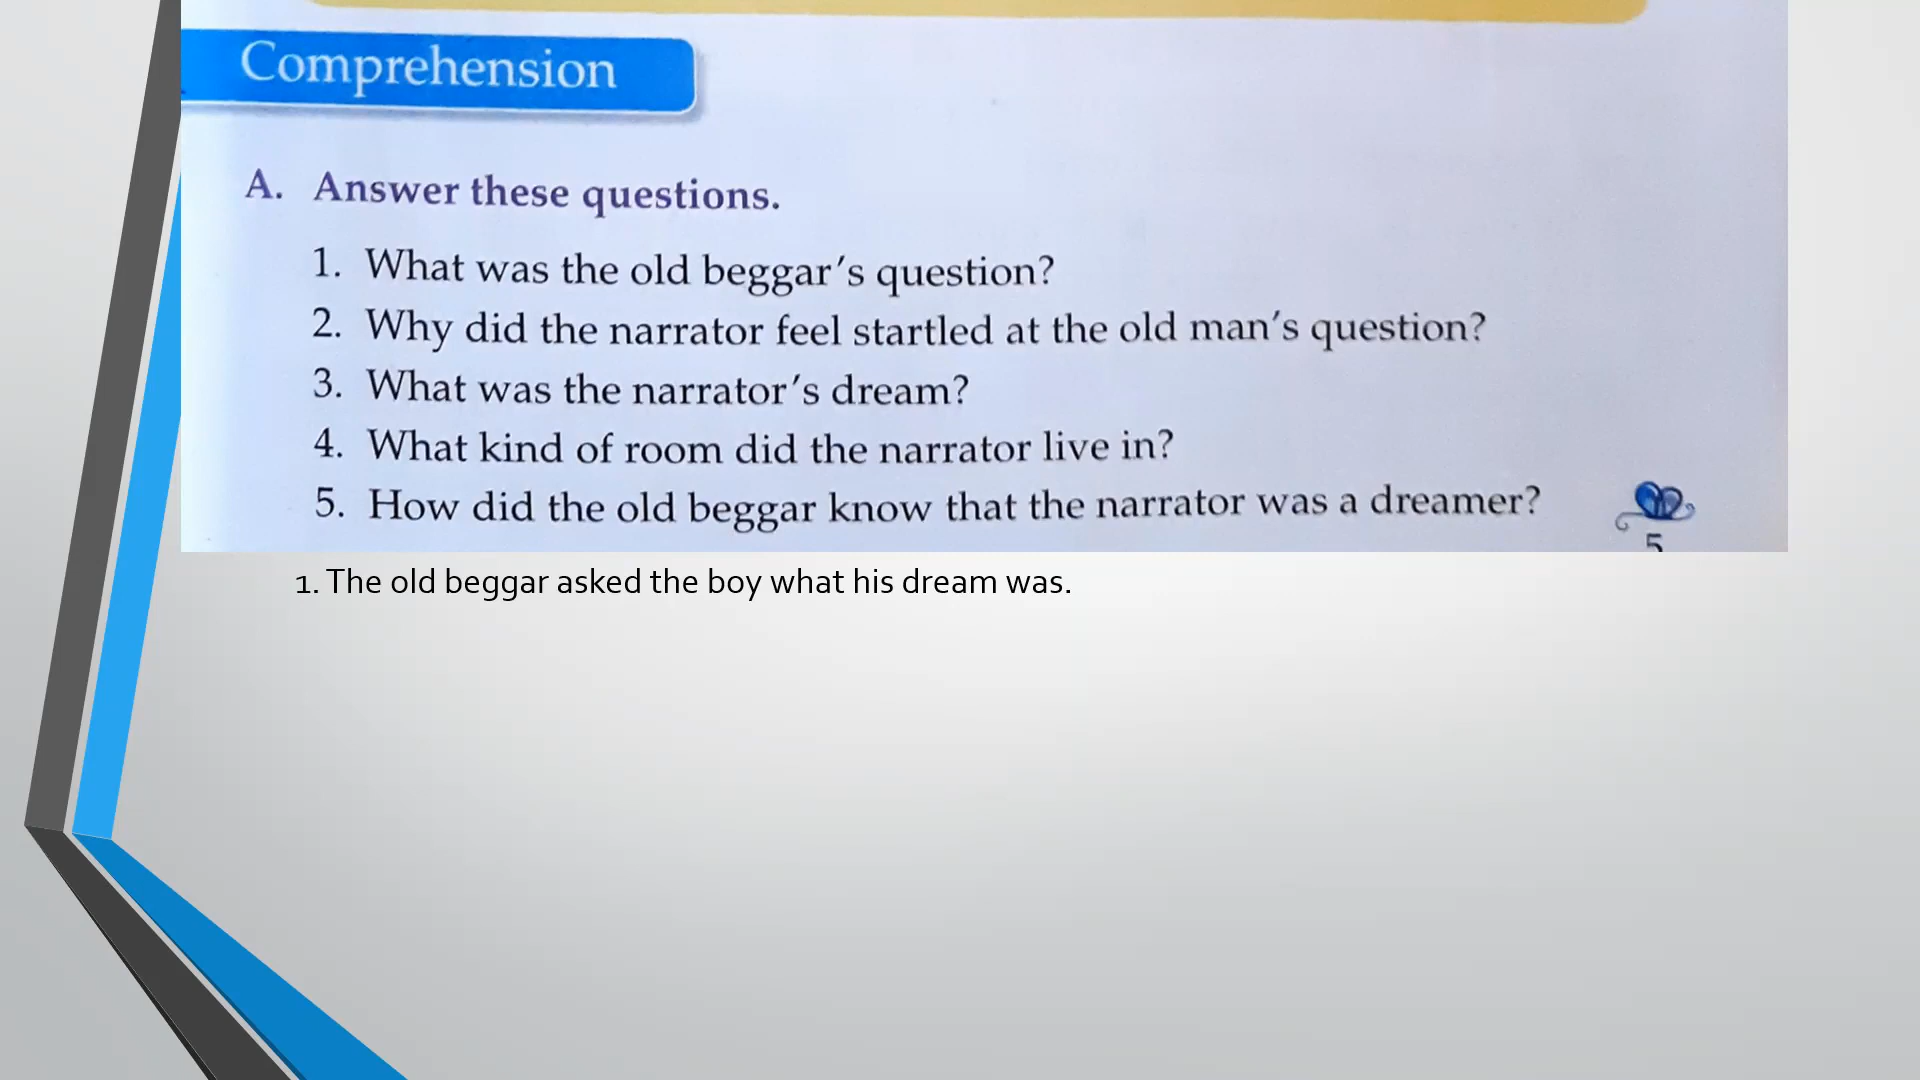 Comprehension
A. Answer these questions.
1. What was the old beggar's question?
2. Why did the narrator feel startled at the old man's question?
3. What was the narrator's dream?
4. What kind of room did the narrator live in?
5. How did the old beggar know that the narrator was a dreamer?
5
1. The old beggar asked the boy what his dream was.